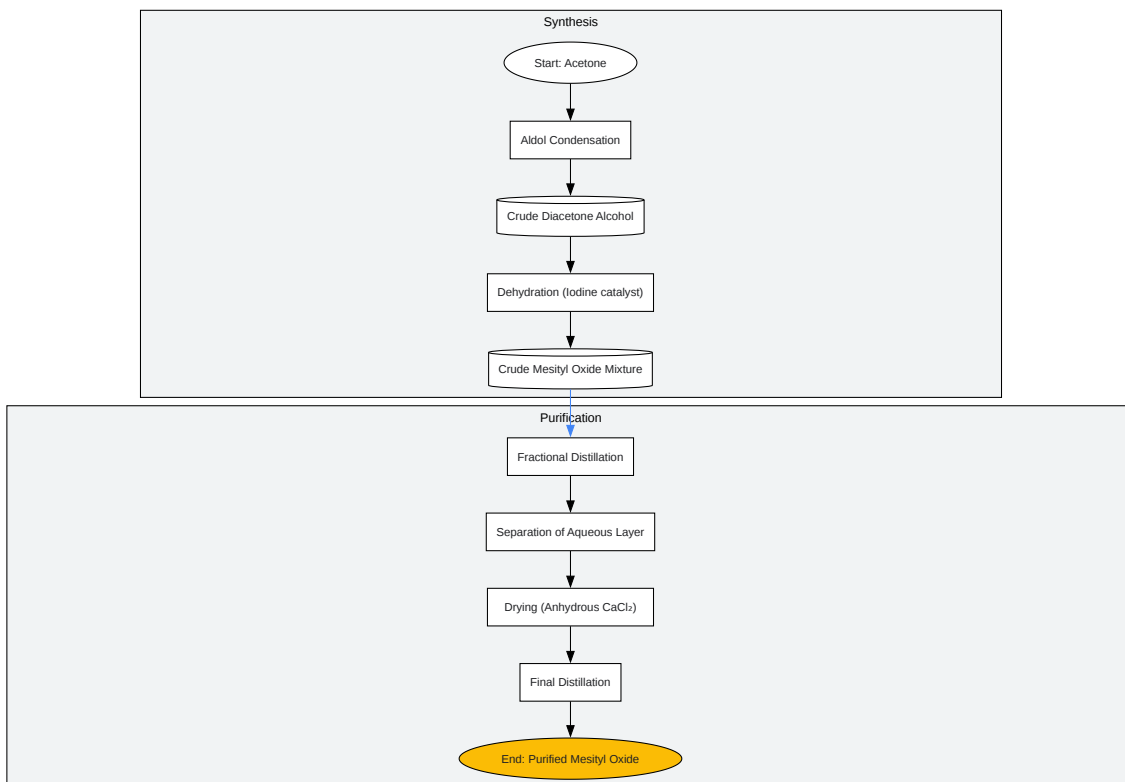 Synthesis
Start: Acetone
Aldol Condensation
Crude Diacetone Alcohol
Dehydration (Iodine catalyst)
Crude Mesityl Oxide Mixture
Purification
Fractional Distillation
Separation of Aqueous Layer
Drying (Anhydrous CaCl₂)
Final Distillation
End: Purified Mesityl Oxide